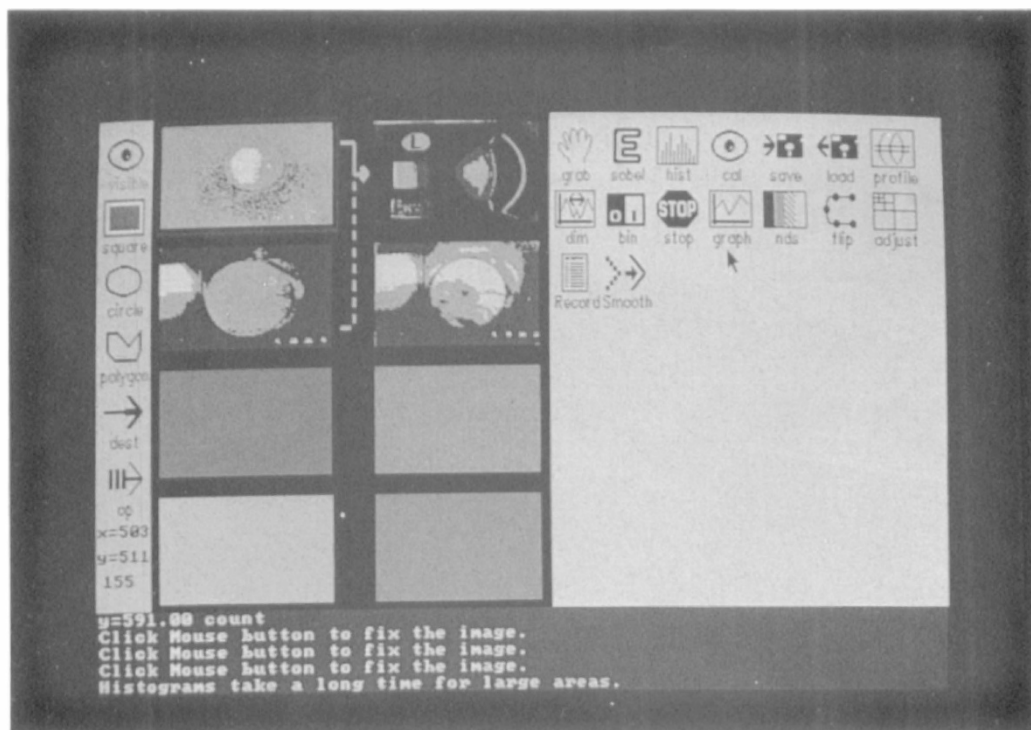 visible
square
circle
polygon
dest
op
x=503
y=511
155
L
grab sobel hist cal save load profile
E
dim bin stop graph nds flip adjust
0 1 STOP
Record Smooth
y=591.00 count
Click Mouse button to fix the image.
Click Mouse button to fix the image.
Click Mouse button to fix the image.
Histograms take a long time for large areas.